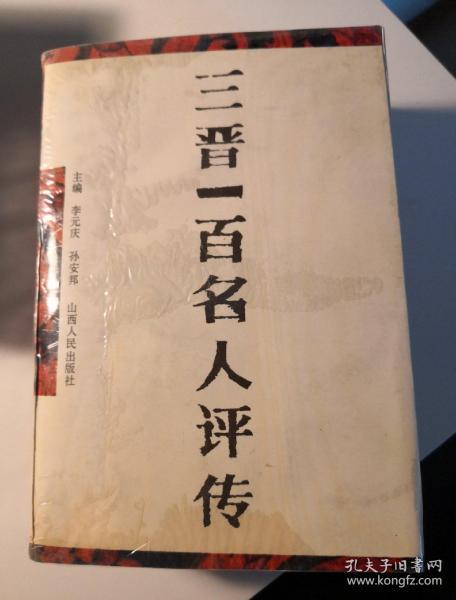 三晋一百名人评传
主编 李元庆 孙安邦 山西人民出版社
孔夫子旧书网
www.kongfz.com